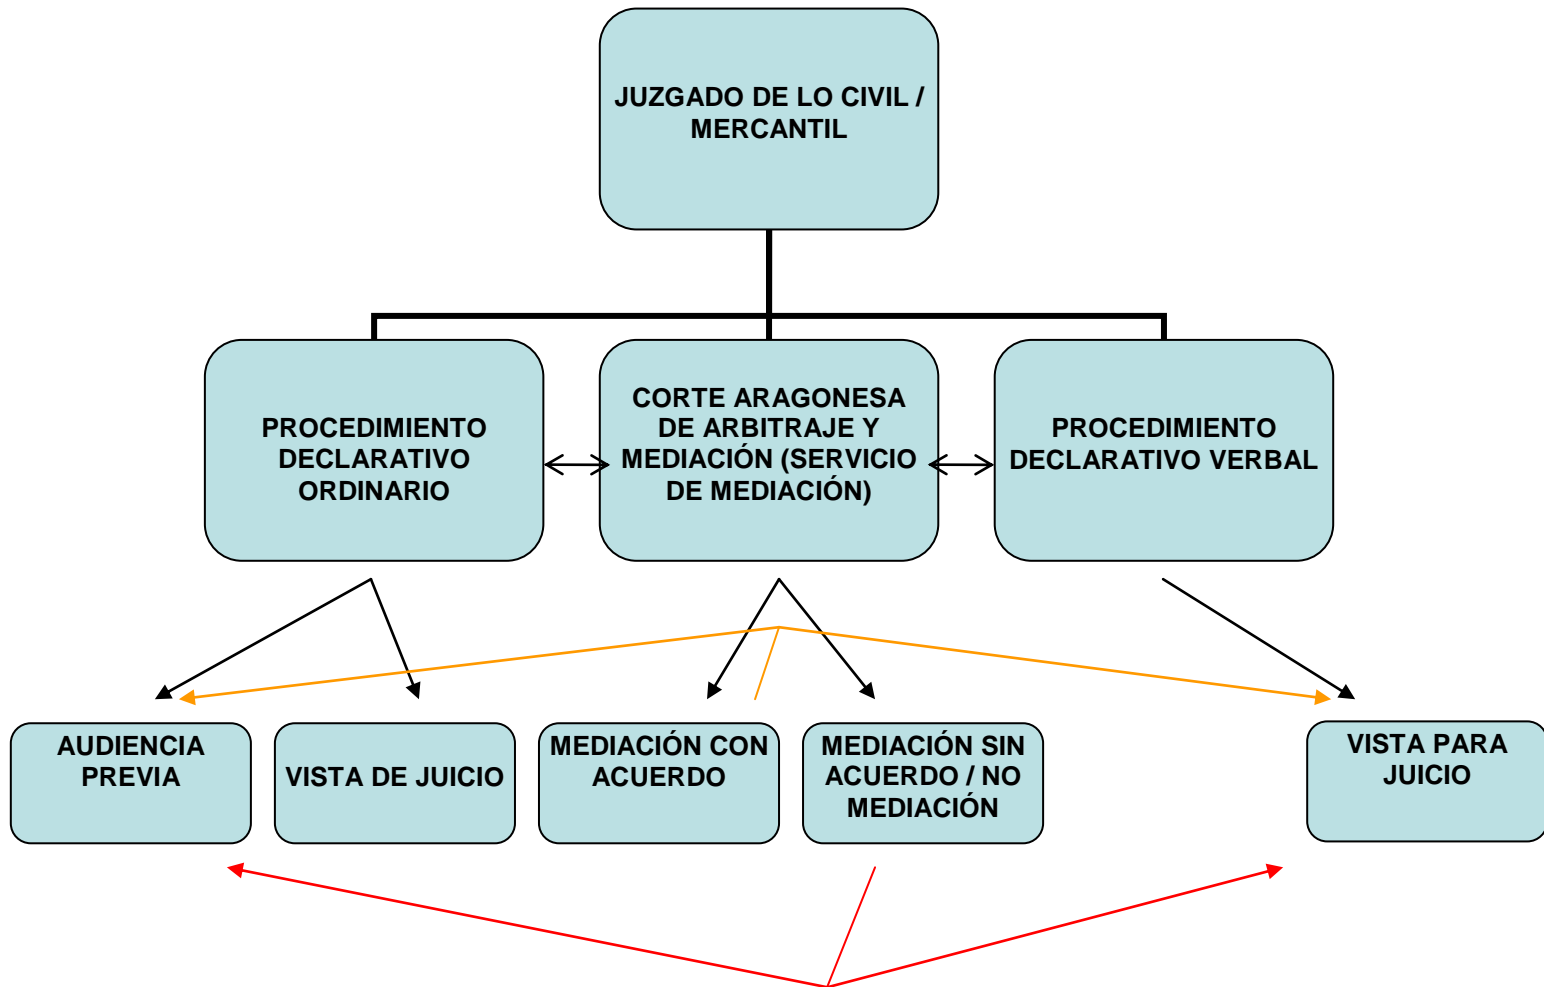 JUZGADO DE LO CIVIL /
MERCANTIL
PROCEDIMIENTO
DECLARATIVO
ORDINARIO
CORTE ARAGONESA
DE ARBITRAJE Y
MEDIACIÓN (SERVICIO
DE MEDIACIÓN)
PROCEDIMIENTO
DECLARATIVO VERBAL
AUDIENCIA
PREVIA
VISTA DE JUICIO
MEDIACIÓN CON
ACUERDO
MEDIACIÓN SIN
ACUERDO / NO
MEDIACIÓN
VISTA PARA
JUICIO